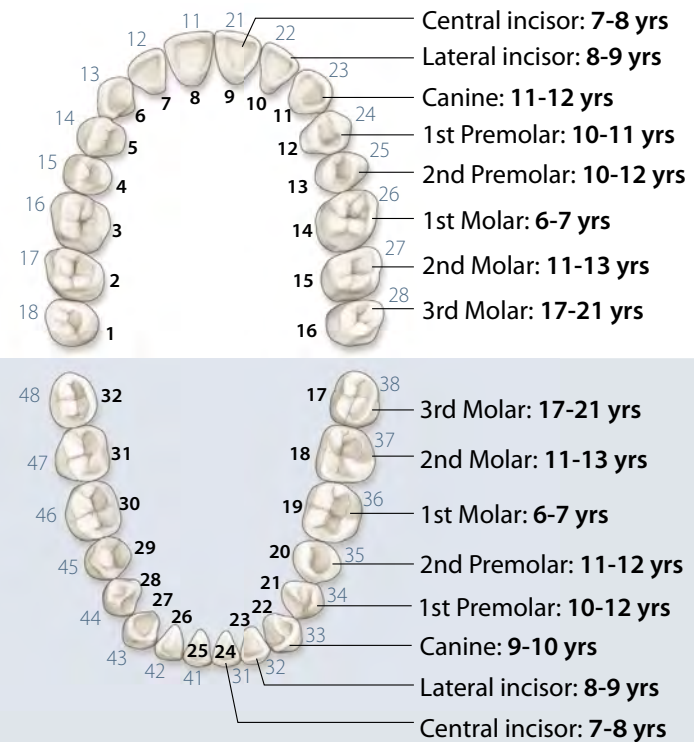 11 21
12 22
Central incisor: 7-8 yrs
Lateral incisor: 8-9 yrs
13 23
7 8 9 10
Canine: 11-12 yrs
6 11
14 24
1st Premolar: 10-11 yrs
5 12
15 25
2nd Premolar: 10-12 yrs
4 13
16 26
1st Molar: 6-7 yrs
3 14
17 27
2nd Molar: 11-13 yrs
2 15
18 28
3rd Molar: 17-21 yrs
1 16
48 32 17 38
3rd Molar: 17-21 yrs
47 31 18 37
2nd Molar: 11-13 yrs
46 30 19 36
1st Molar: 6-7 yrs
45 29 20 35
2nd Premolar: 11-12 yrs
44 28 21 34
1st Premolar: 10-12 yrs
43 27 22 33
Canine: 9-10 yrs
42 26 23 32
Lateral incisor: 8-9 yrs
41 25 24 31
Central incisor: 7-8 yrs